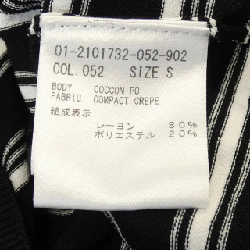 01-2101732-052-902
COL.052 SIZE S
BODY COCOON FO
FABRIC COMPACT CREPE
組成表示
レーヨン 80%
ポリエステル 20%